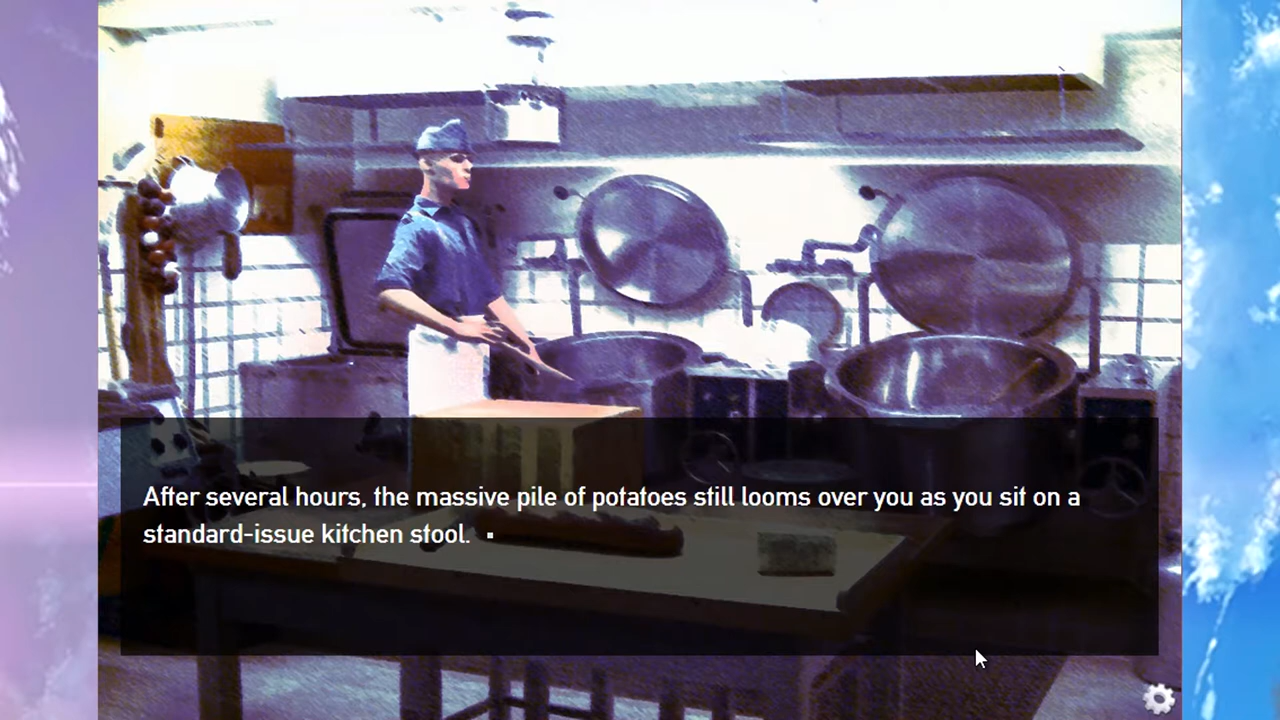 After several hours, the massive pile of potatoes still looms over you as you sit on a
standard-issue kitchen stool.